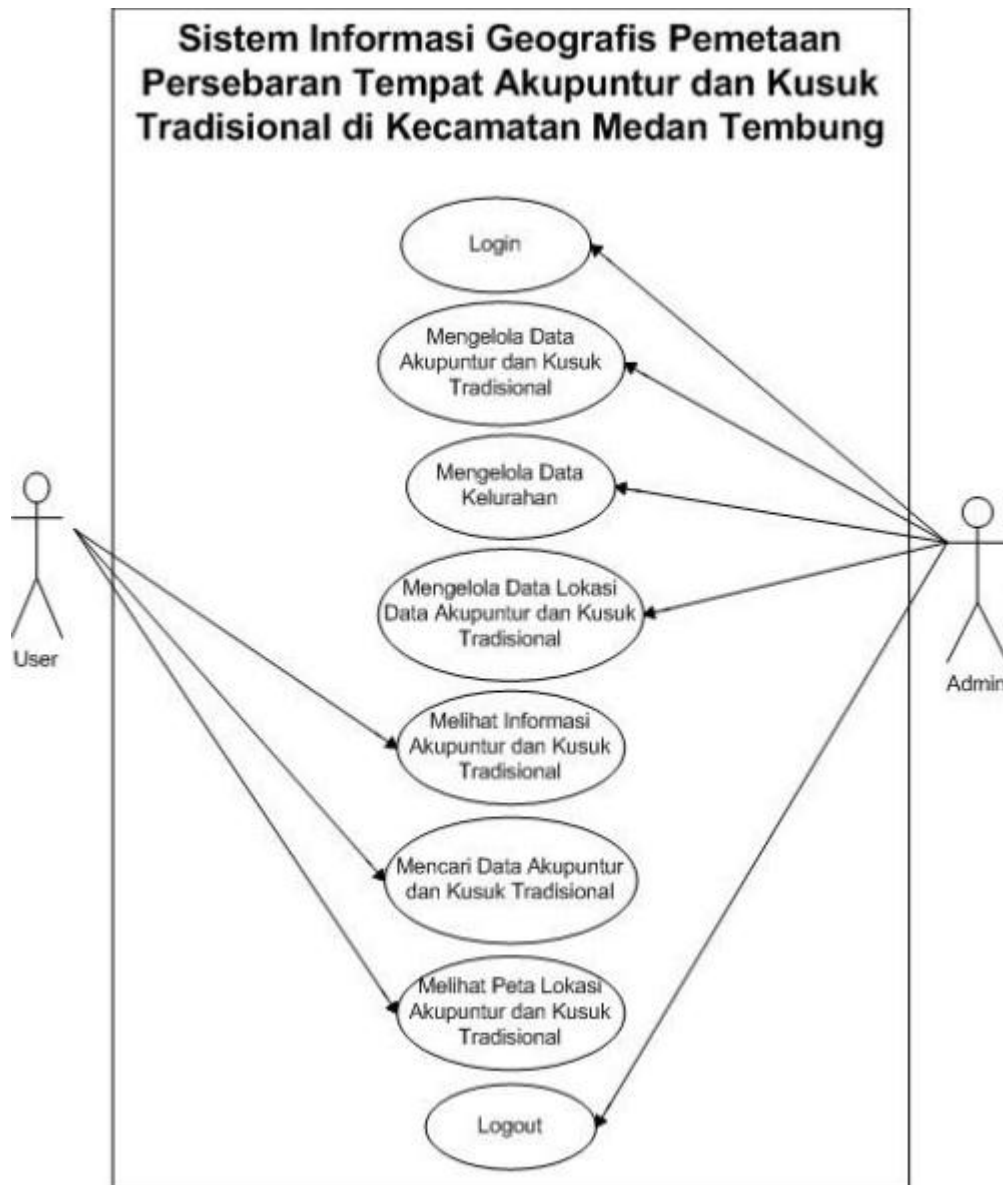 Sistem Informasi Geografis Pemetaan
Persebaran Tempat Akupuntur dan Kusuk
Tradisional di Kecamatan Medan Tembung
Login
Mengelola Data
Akupuntur dan Kusuk
Tradisional
Mengelola Data
Kelurahan
Mengelola Data Lokasi
Data Akupuntur dan Kusuk
Tradisional
User
Admin
Melihat Informasi
Akupuntur dan Kusuk
Tradisional
Mencari Data Akupuntur
dan Kusuk Tradisional
Melihat Peta Lokasi
Akupuntur dan Kusuk
Tradisional
Logout